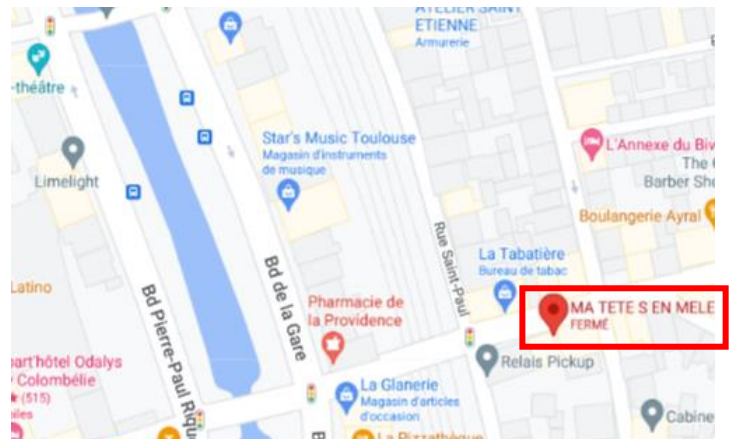 ATELIER SAINT
ETIENNE
Armurerie
-théâtre
Star's Music Toulouse
Magasin d'instruments
de musique
Limelight
L'Annexe du Biv
The
Barber
Boulangerie Ayral
Rue Saint-Paul
La Tabatière
Bureau de tabac
Latino
Bd de la Gare
Bd Pierre-Paul Riqu
Pharmacie de
la Providence
MA TETE S EN MELE
FERMÉ
Relais Pickup
part'hôtel Odalys
Colombélie
(515)
La Glanerie
Magasin d'articles
d'occasion
Cabine
La Pizzathèque